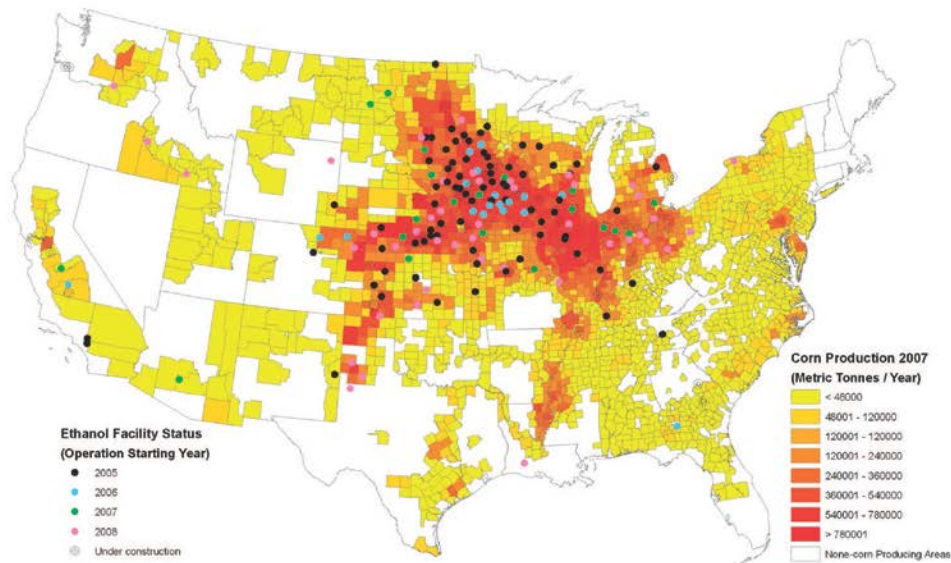 Ethanol Facility Status
(Operation Starting Year)
2005
2006
2007
2008
Under construction
Corn Production 2007
(Metric Tonnes / Year)
< 48000
48001 - 120000
120001 - 120000
120001 - 240000
240001 - 360000
360001 - 540000
540001 - 780000
> 780001
None-corn Producing Areas